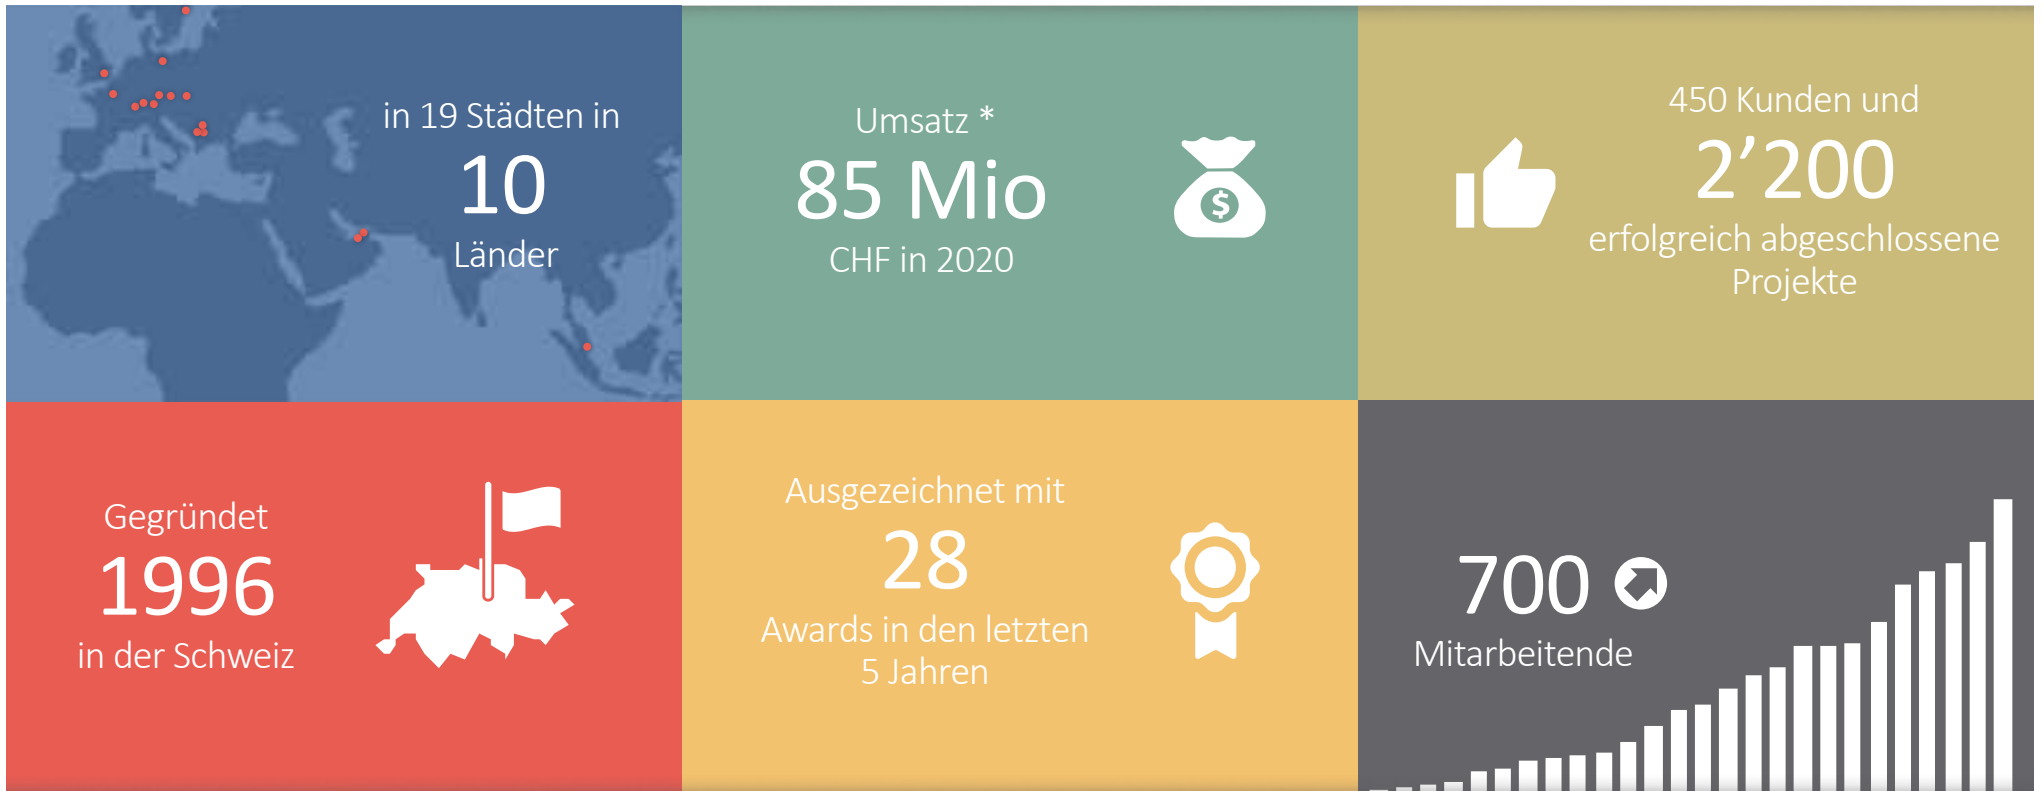 in 19 Städten in
10
Länder
Umsatz *
85 Mio
CHF in 2020
450 Kunden und
2’200
erfolgreich abgeschlossene
Projekte
Gegründet
1996
in der Schweiz
Ausgezeichnet mit
28
Awards in den letzten
5 Jahren
700
Mitarbeitende
$